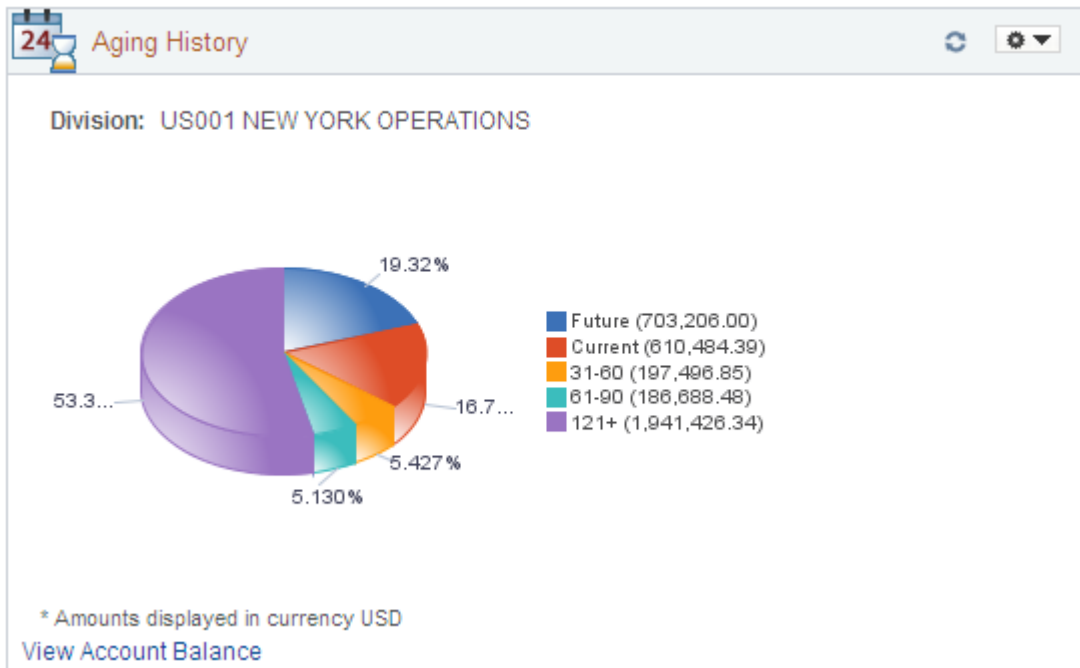 24
Aging History
Division: US001 NEW YORK OPERATIONS
19.32%
53.3...
16.7...
5.427%
5.130%
Future (703,206.00)
Current (610,484.39)
31-60 (197,496.85)
61-90 (186,688.48)
121+ (1,941,426.34)
* Amounts displayed in currency USD
View Account Balance